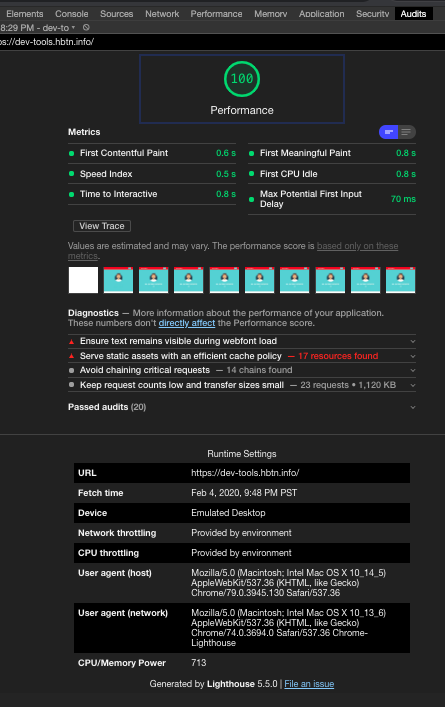 Elements Console Sources Network Performance Memory Application Security Audits
8:29 PM - dev-to
ps://dev-tools.hbtn.info/
100
Performance
Metrics
First Contentful Paint 0.6 s
First Meaningful Paint 0.8 s
Speed Index 0.5 s
First CPU Idle 0.8 s
Time to Interactive 0.8 s
Max Potential First Input
Delay 70 ms
View Trace
Values are estimated and may vary. The performance score is based only on these
metrics.
Diagnostics — More information about the performance of your application.
These numbers don't directly affect the Performance score.
Ensure text remains visible during webfont load
Serve static assets with an efficient cache policy — 17 resources found
Avoid chaining critical requests — 14 chains found
Keep request counts low and transfer sizes small — 23 requests • 1,120 KB
Passed audits (20)
Runtime Settings
URL https://dev-tools.hbtn.info/
Fetch time Feb 4, 2020, 9:48 PM PST
Device Emulated Desktop
Network throttling Provided by environment
CPU throttling Provided by environment
User agent (host) Mozilla/5.0 (Macintosh; Intel Mac OS X 10_14_5)
AppleWebKit/537.36 (KHTML, like Gecko)
Chrome/79.0.3945.130 Safari/537.36
User agent (network) Mozilla/5.0 (Macintosh; Intel Mac OS X 10_13_6)
AppleWebKit/537.36 (KHTML, like Gecko)
Chrome/74.0.3694.0 Safari/537.36 Chrome-
Lighthouse
CPU/Memory Power 713
Generated by Lighthouse 5.5.0 | File an issue